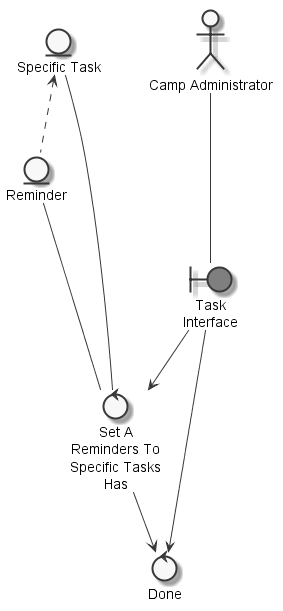 Specific Task
Camp Administrator
Reminder
Task
Interface
Set A
Reminders To
Specific Tasks
Has
Done